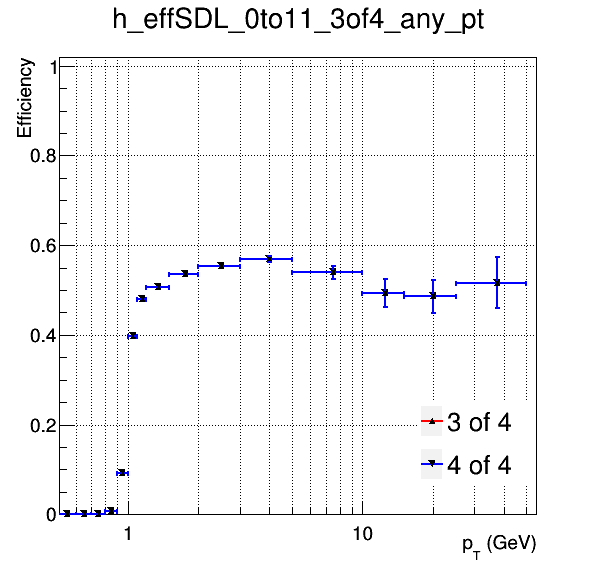 h_effSDL_0to11_3of4_any_pt
Efficiency
1
0.8
0.6
0.4
0.2
0
3 of 4
4 of 4
1
10
p_T (GeV)